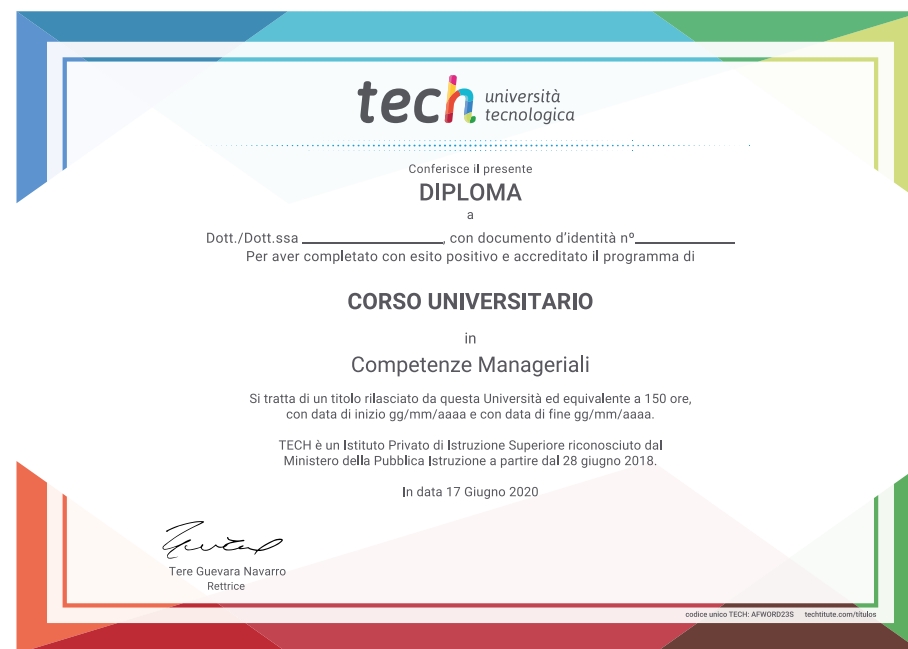 tech università
tecnologica
Conferisce il presente
DIPLOMA
a
Dott./Dott.ssa ____________________, con documento d'identità nº______________
Per aver completato con esito positivo e accreditato il programma di
CORSO UNIVERSITARIO
in
Competenze Manageriali
Si tratta di un titolo rilasciato da questa Università ed equivalente a 150 ore,
con data di inizio gg/mm/aaaa e con data di fine gg/mm/aaaa.
TECH è un Istituto Privato di Istruzione Superiore riconosciuto dal
Ministero della Pubblica Istruzione a partire dal 28 giugno 2018.
In data 17 Giugno 2020
Tere Guevara Navarro
Rettrice
codice unico TECH: AFWORD23S techtitute.com/titulos